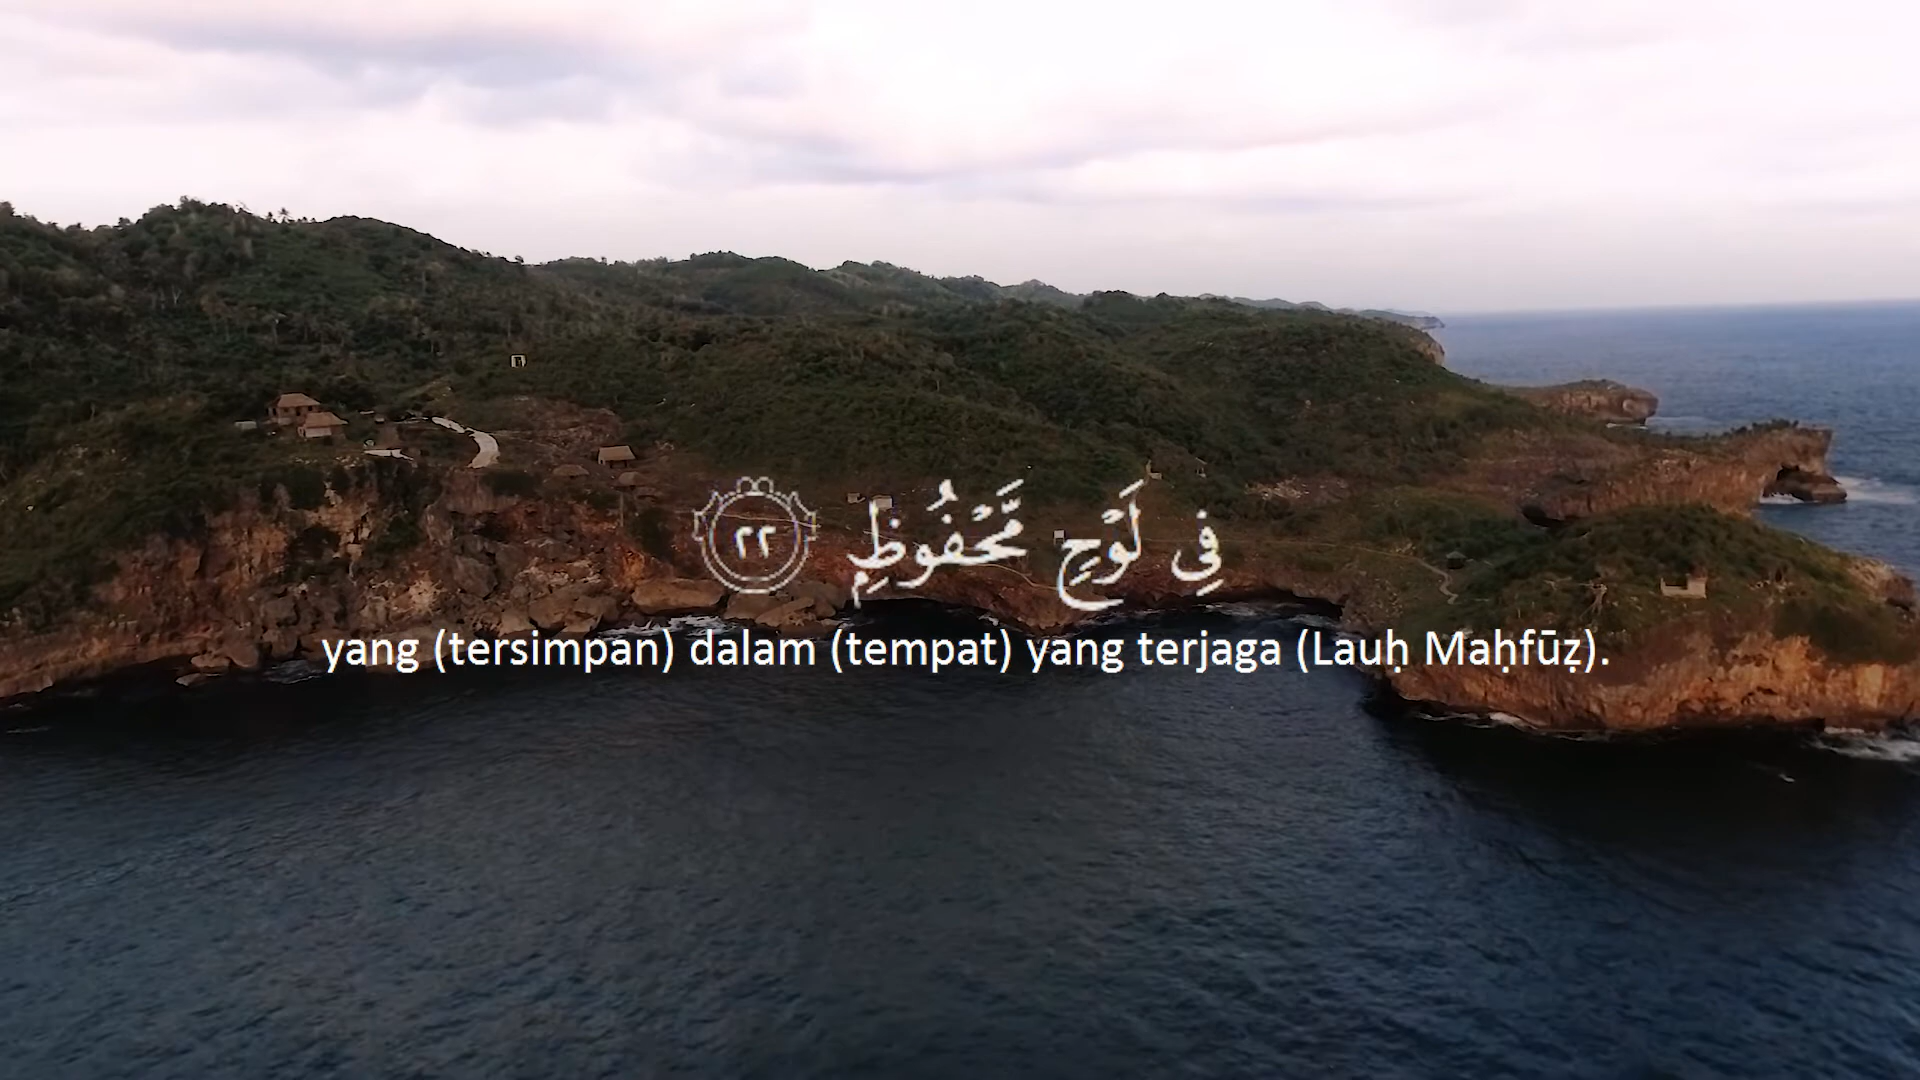 فِي لَوْحٍ مَّحْفُوظٍ ٢٢
yang (tersimpan) dalam (tempat) yang terjaga (Lauḥ Maḥfūẓ).